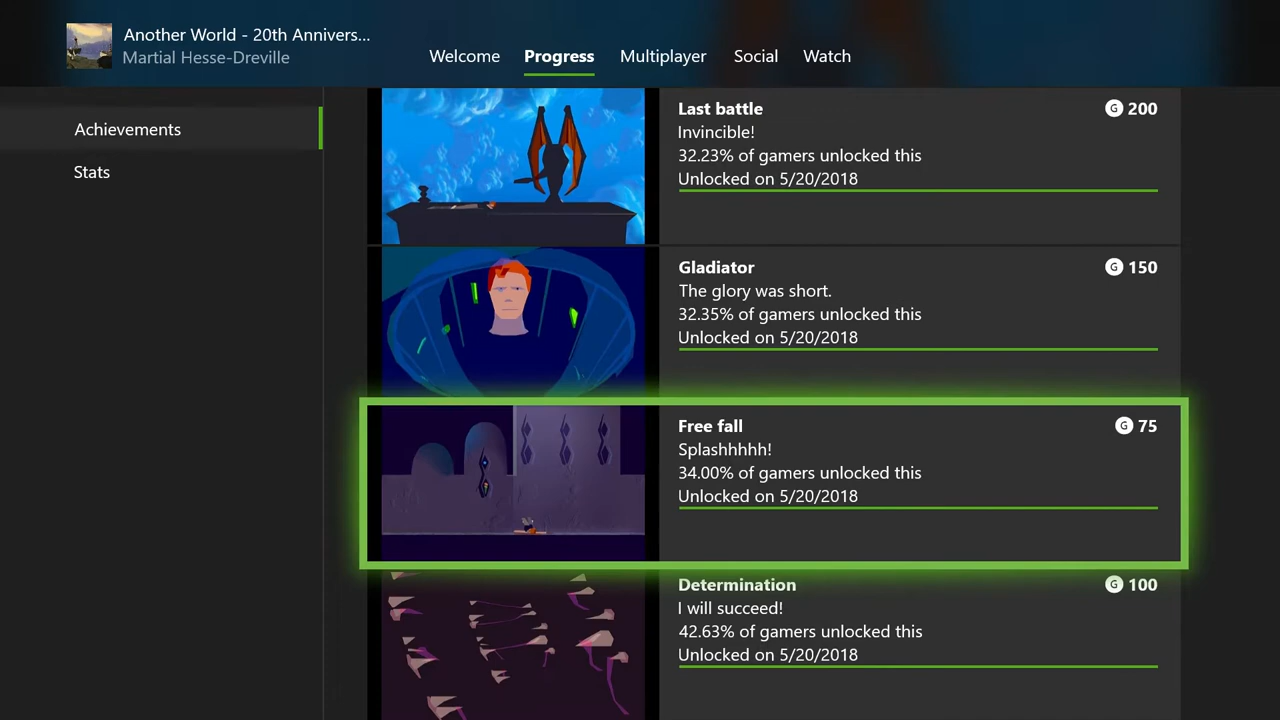 Another World - 20th Annivers...
Martial Hesse-Dreville
Welcome
Progress
Multiplayer
Social
Watch
Achievements
Stats
Last battle
G 200
Invincible!
32.23% of gamers unlocked this
Unlocked on 5/20/2018
Gladiator
G 150
The glory was short.
32.35% of gamers unlocked this
Unlocked on 5/20/2018
Free fall
G 75
Splashhhhh!
34.00% of gamers unlocked this
Unlocked on 5/20/2018
Determination
G 100
I will succeed!
42.63% of gamers unlocked this
Unlocked on 5/20/2018